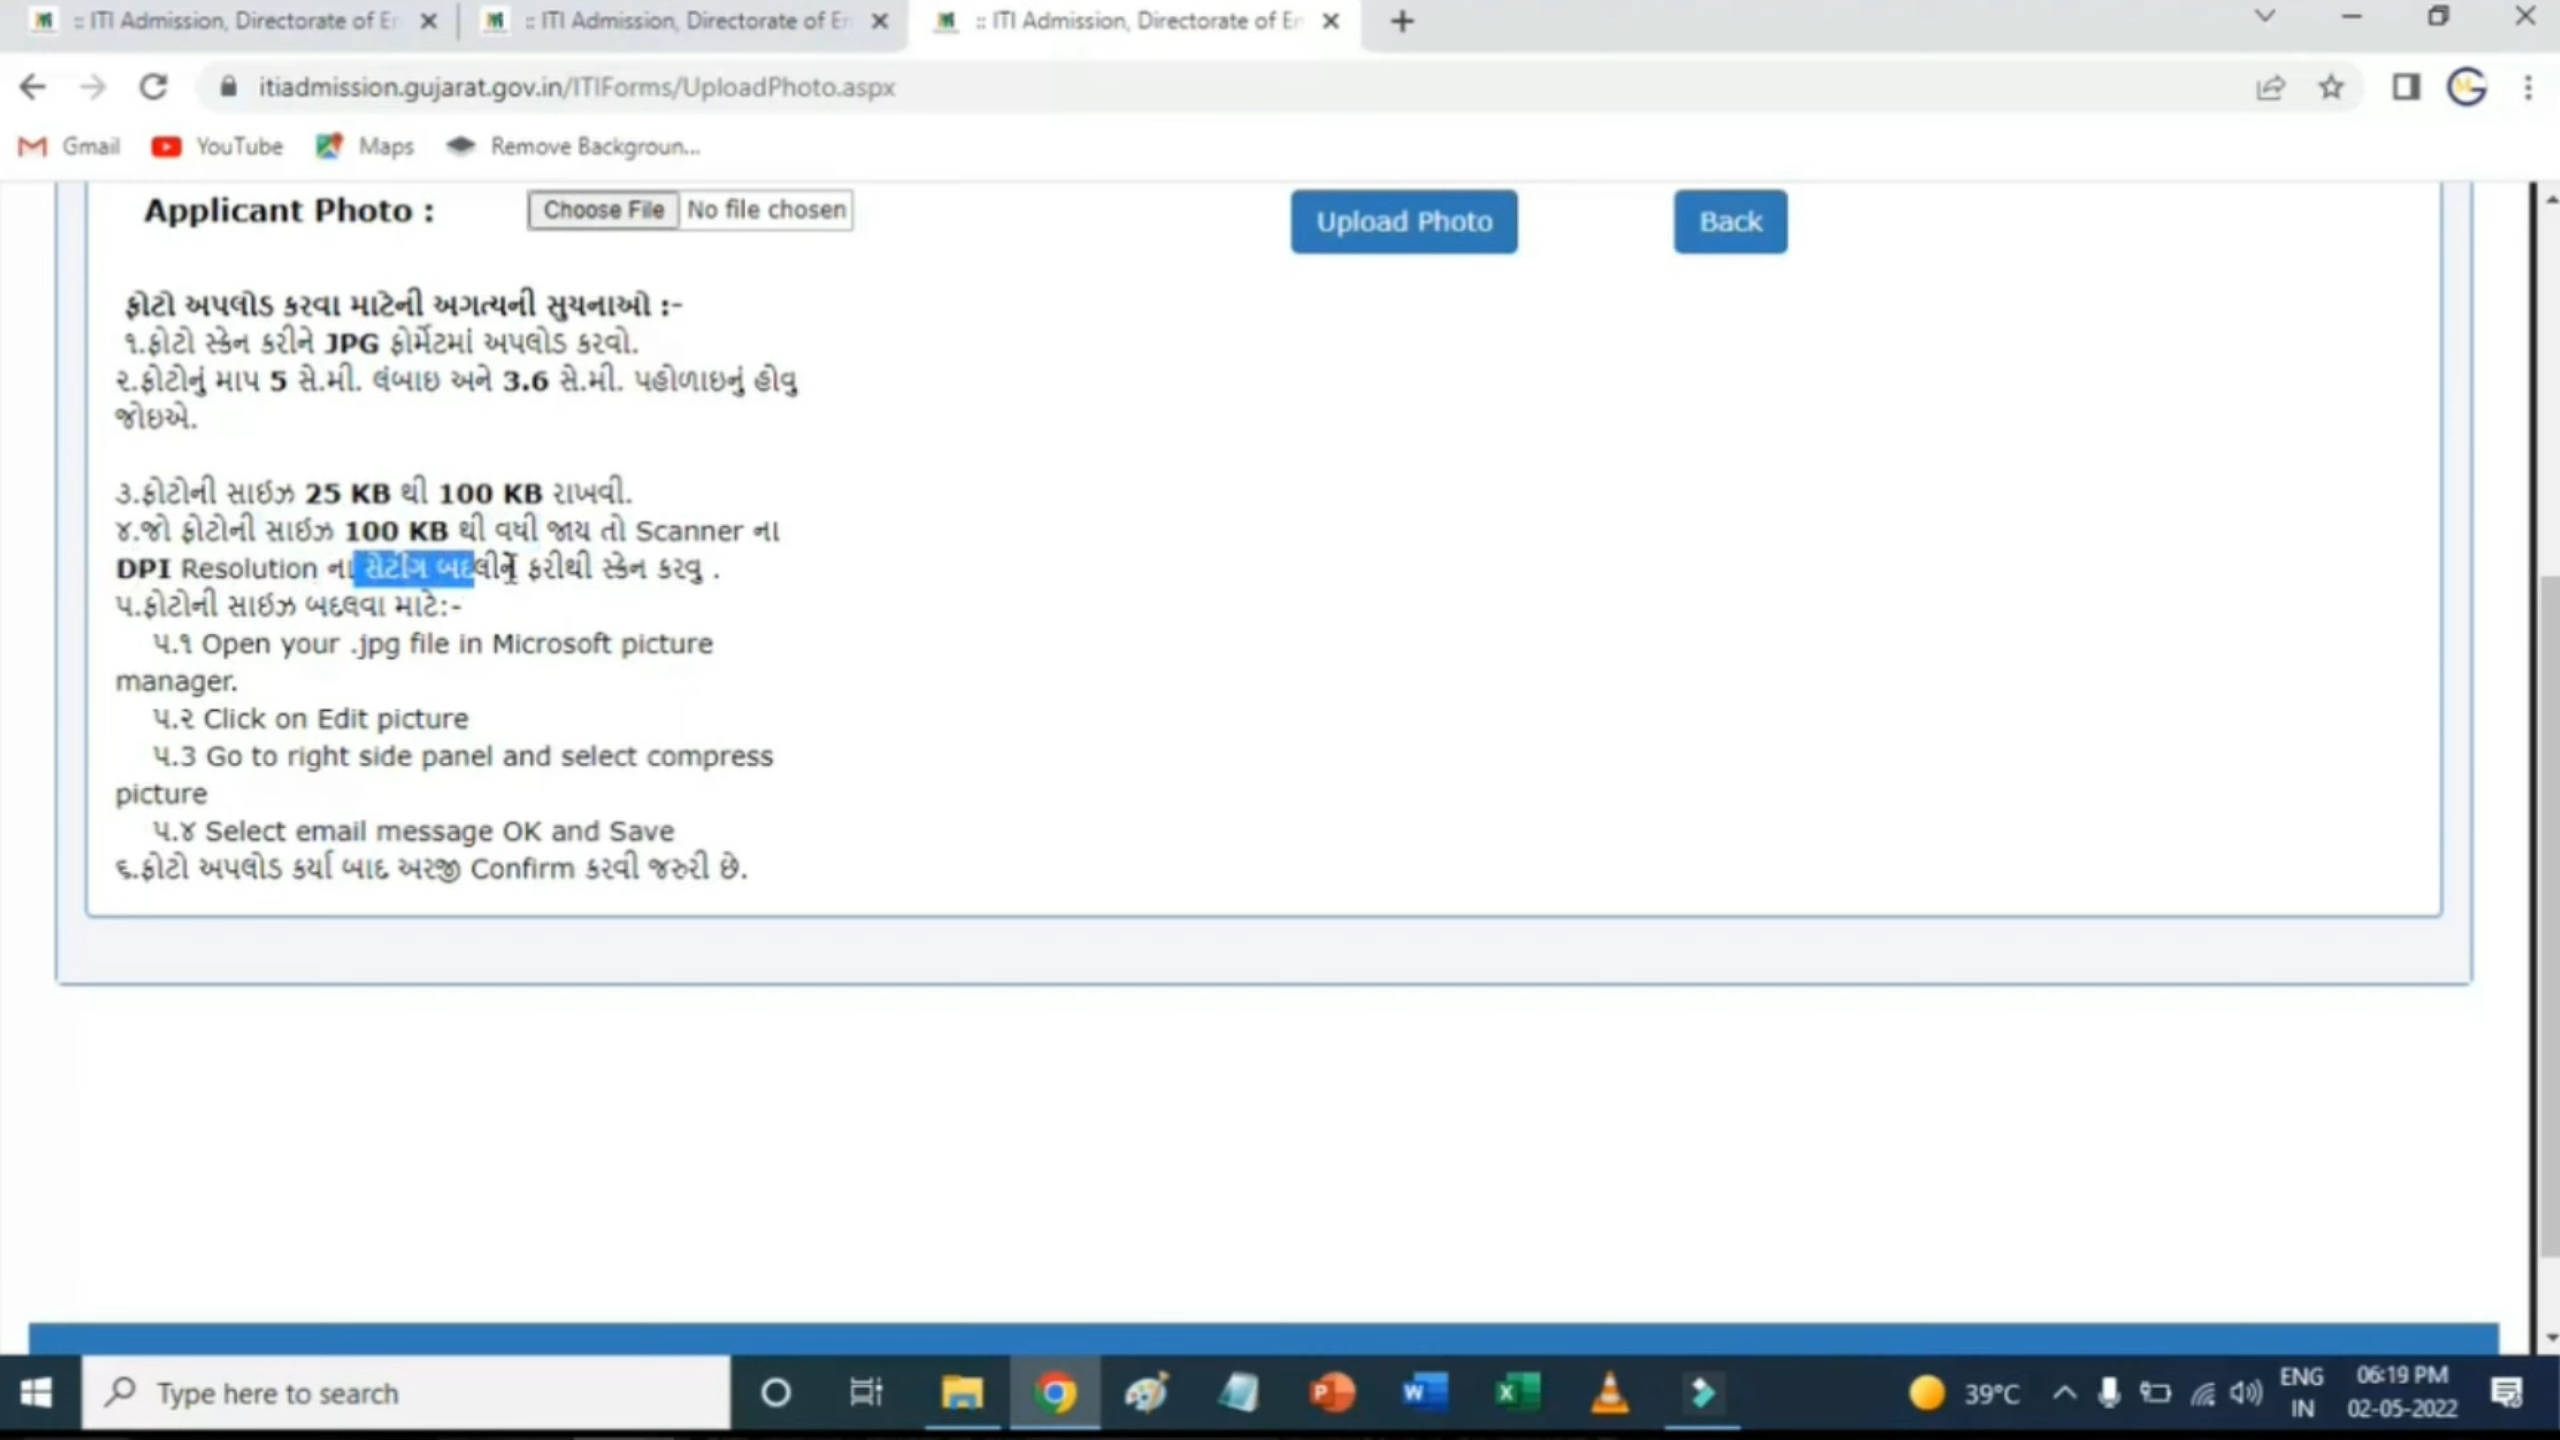 :: ITI Admission, Directorate of Er
:: ITI Admission, Directorate of Er
:: ITI Admission, Directorate of Er
itiadmission.gujarat.gov.in/ITIForms/UploadPhoto.aspx
Gmail
YouTube
Maps
Remove Backgroun...
Applicant Photo : Choose File No file chosen Upload Photo Back
ફોટો અપલોડ કરવા માટેની અગત્યની સુચનાઓ :-
૧.ફોટો સ્કેન કરીને JPG ફોર્મેટમાં અપલોડ કરવો.
૨.ફોટોનું માપ 5 સે.મી. લંબાઇ અને 3.6 સે.મી. પહોળાઇનું હોવુ
જોઇએ.
૩.ફોટોની સાઇઝ 25 KB થી 100 KB રાખવી.
૪.જો ફોટોની સાઇઝ 100 KB થી વધી જાય તો Scanner ના
DPI Resolution ના સેટીંગ બદલીને ફરીથી સ્કેન કરવુ .
૫.ફોટોની સાઇઝ બદલવા માટે:-
૫.૧ Open your .jpg file in Microsoft picture
manager.
૫.૨ Click on Edit picture
૫.3 Go to right side panel and select compress
picture
૫.૪ Select email message OK and Save
૬.ફોટો અપલોડ કર્યા બાદ અરજી Confirm કરવી જરુરી છે.
Type here to search
39°C
ENG
IN
06:19 PM
02-05-2022